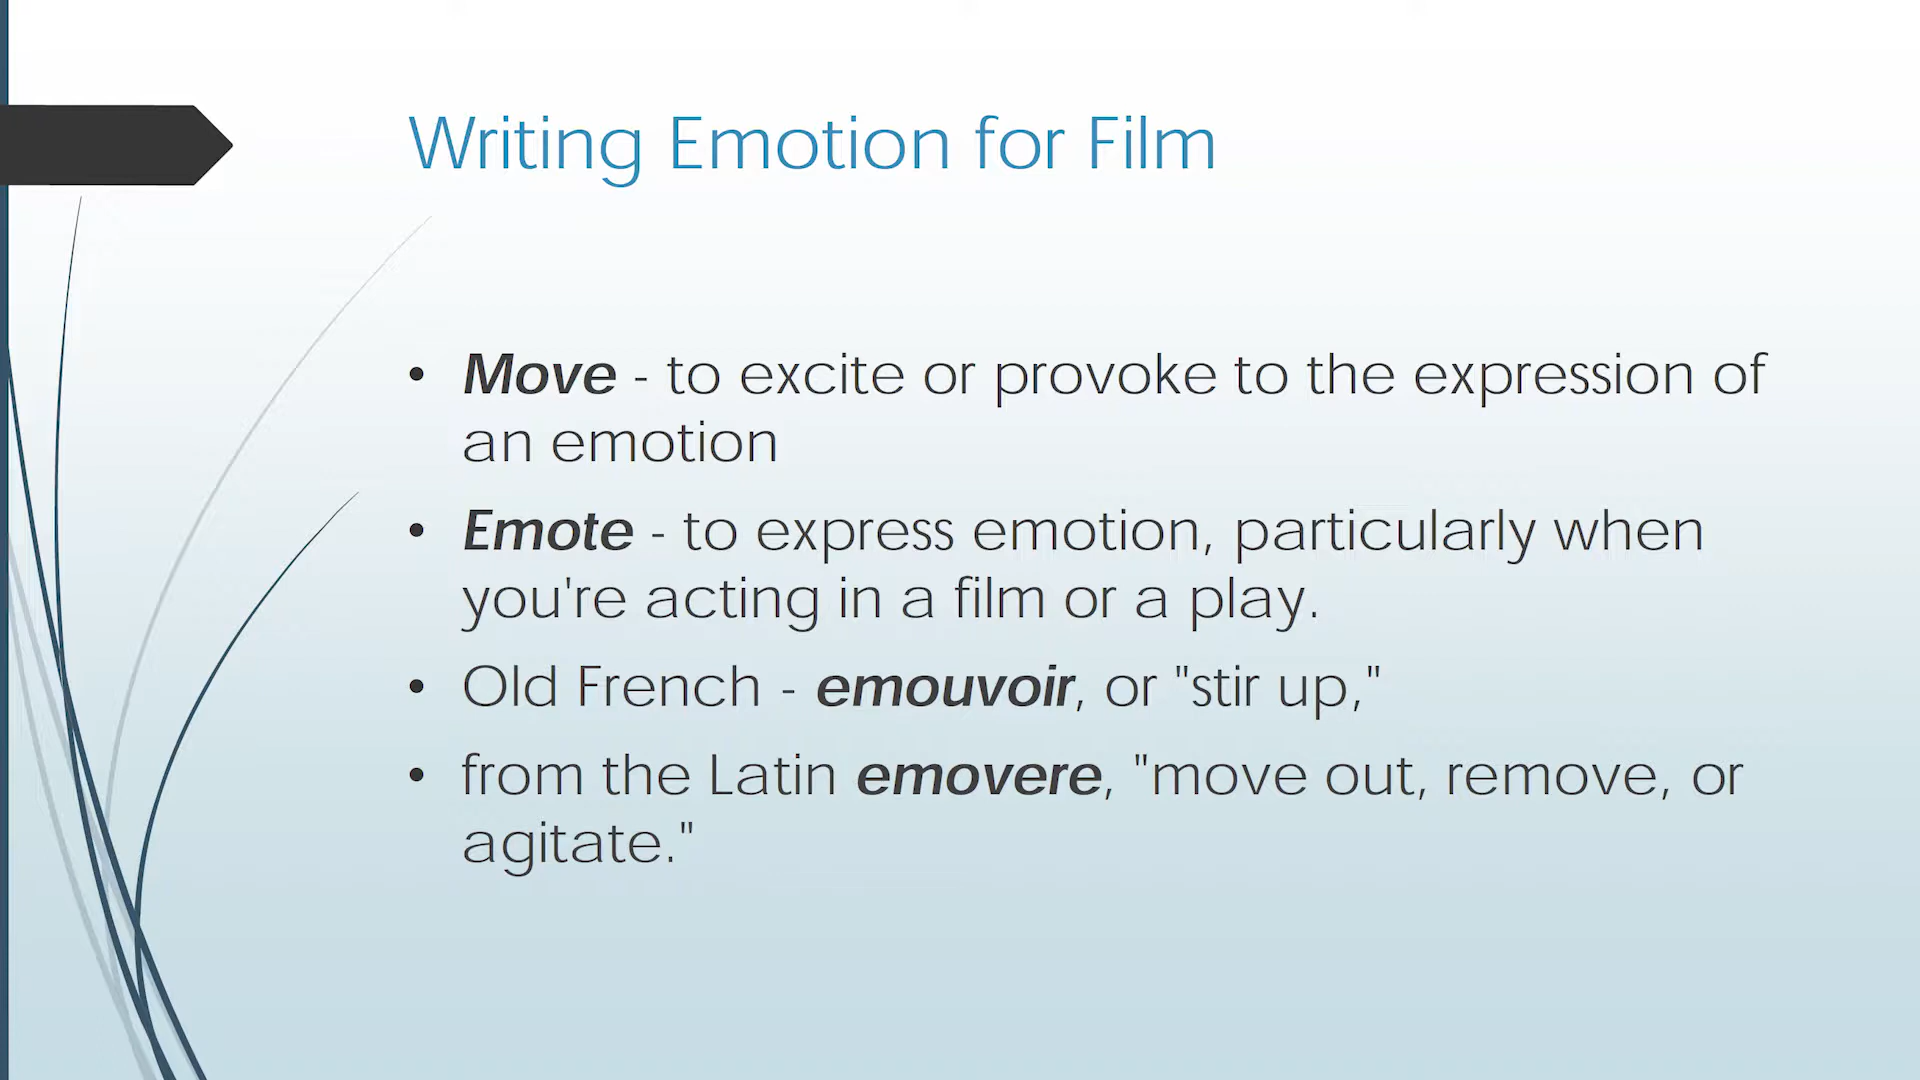 Writing Emotion for Film
• Move - to excite or provoke to the expression of
an emotion
• Emote - to express emotion, particularly when
you're acting in a film or a play.
• Old French - emouvoir, or "stir up,"
• from the Latin emovere, "move out, remove, or
agitate."